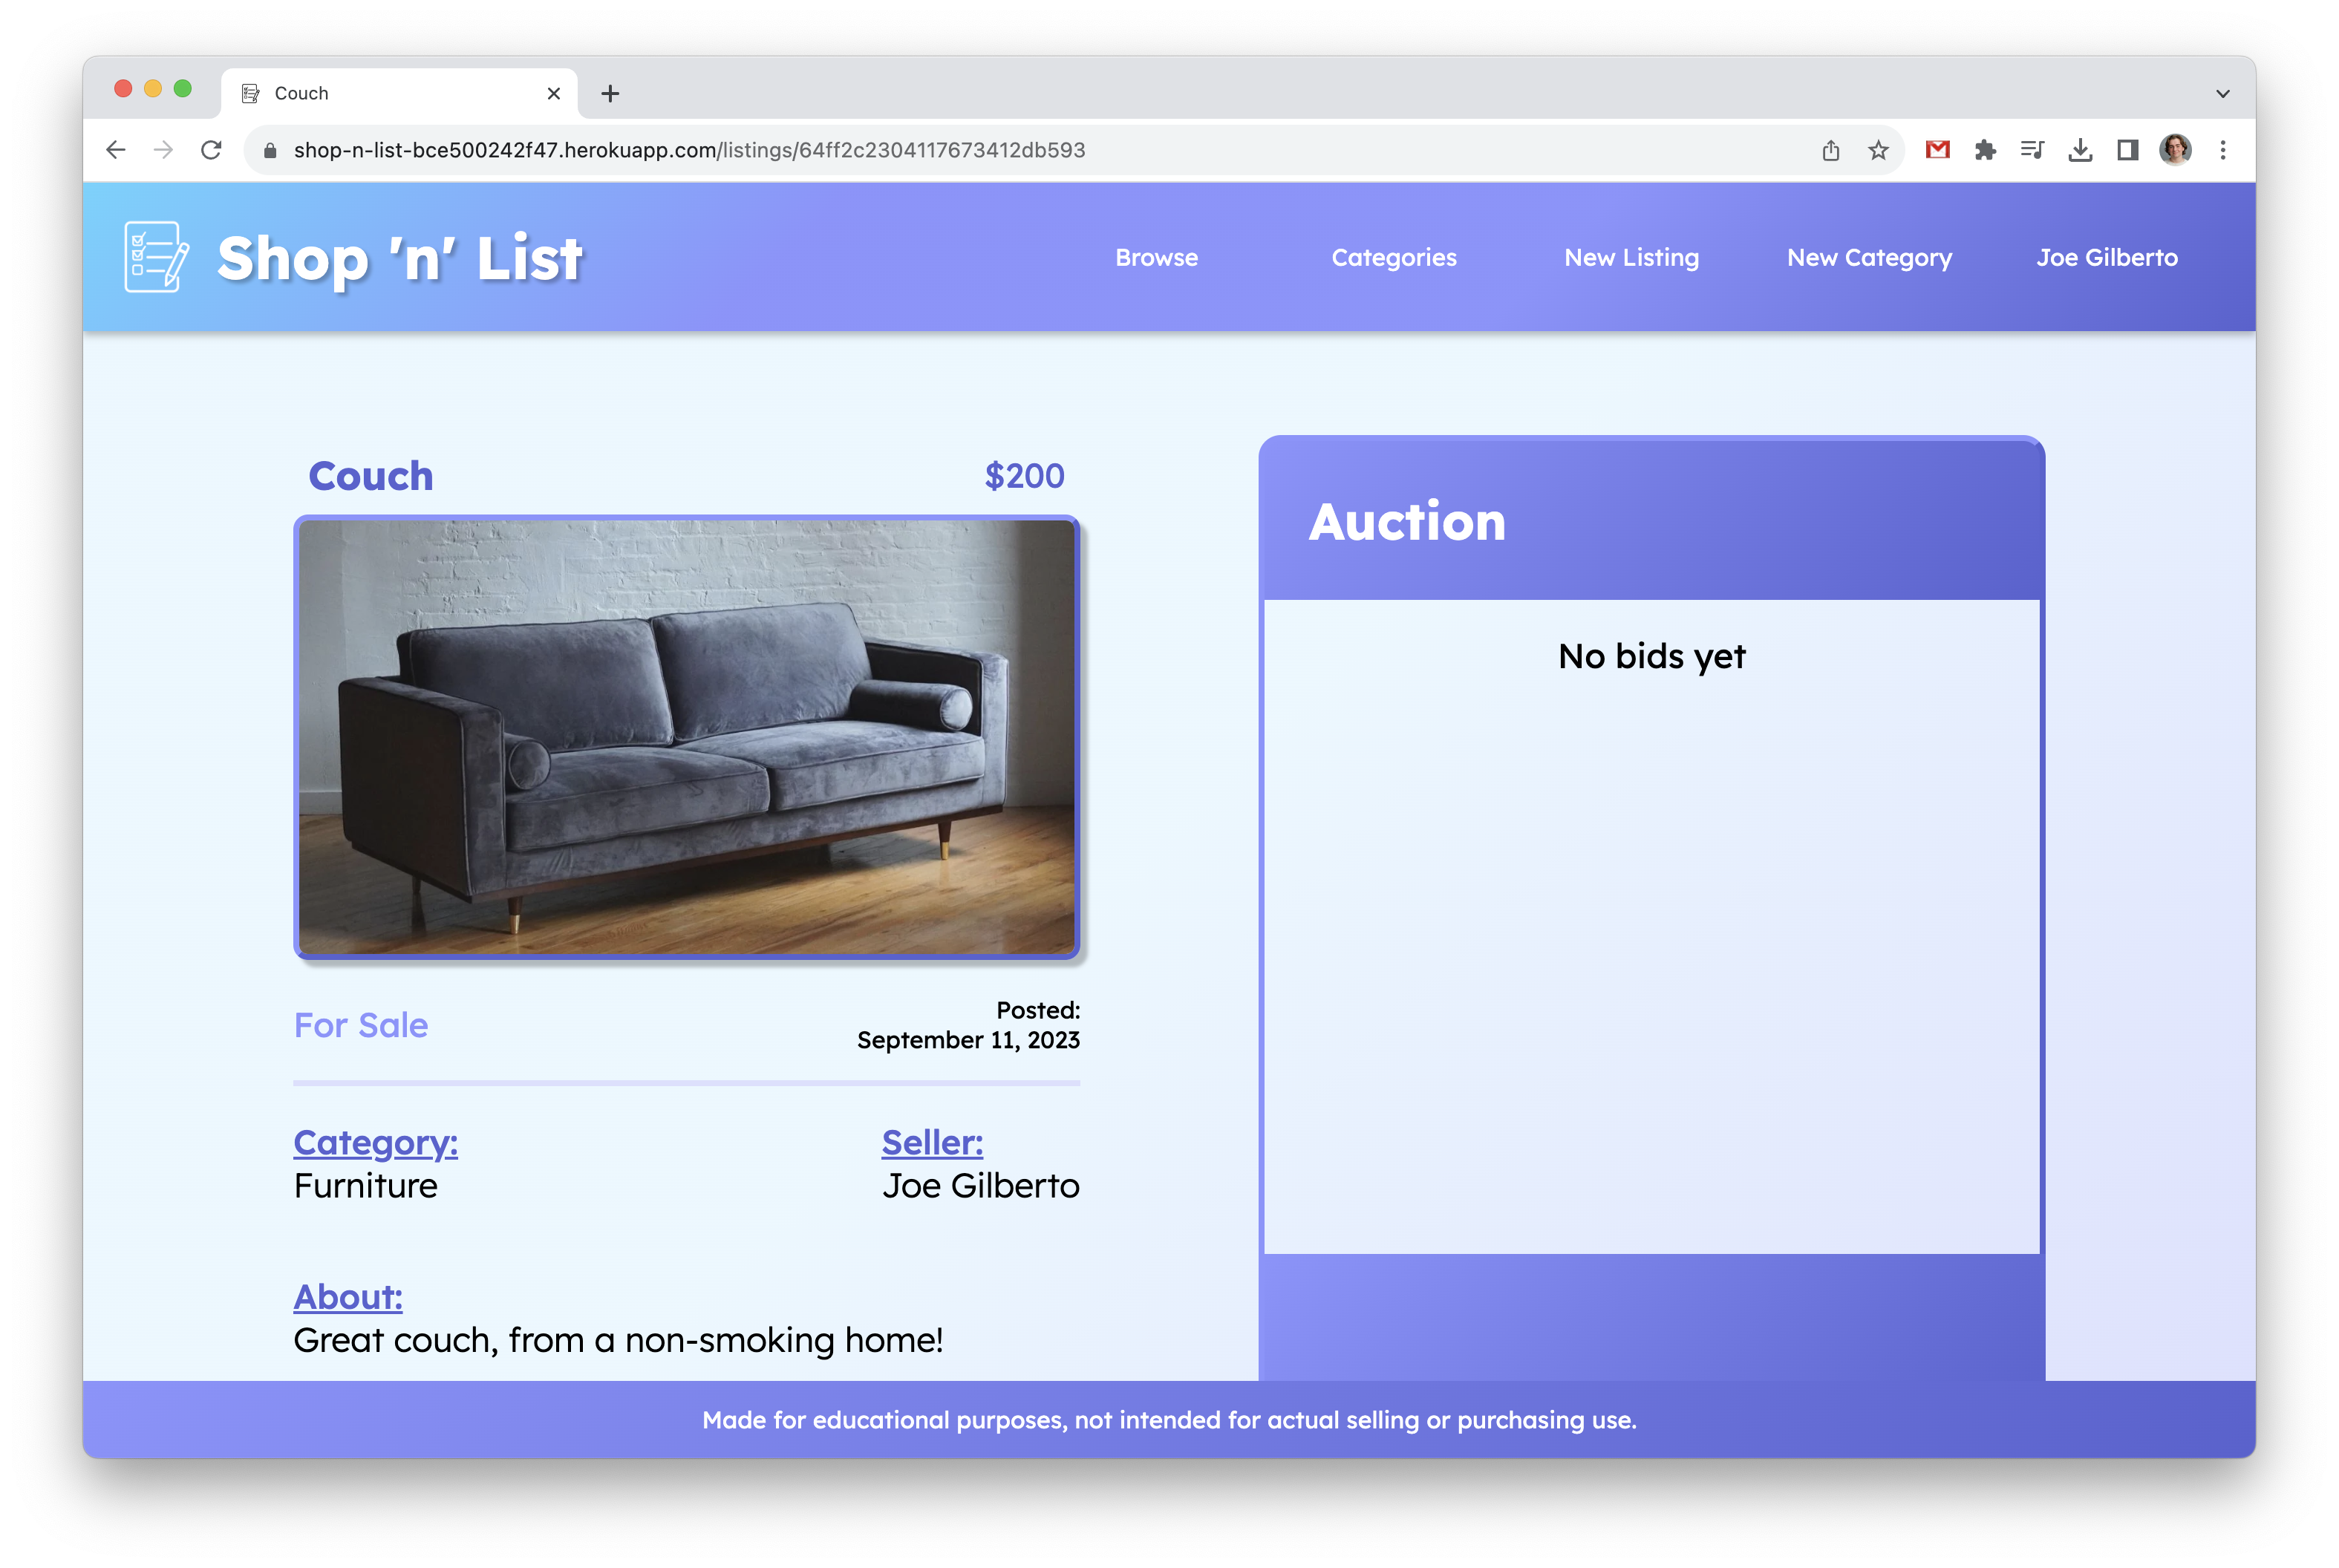 Couch
shop-n-list-bce500242f47.herokuapp.com/listings/64ff2c2304117673412db593
Shop 'n' List
Browse
Categories
New Listing
New Category
Joe Gilberto
Couch
$200
For Sale
Posted:
September 11, 2023
Category:
Furniture
Seller:
Joe Gilberto
About:
Great couch, from a non-smoking home!
Auction
No bids yet
Made for educational purposes, not intended for actual selling or purchasing use.